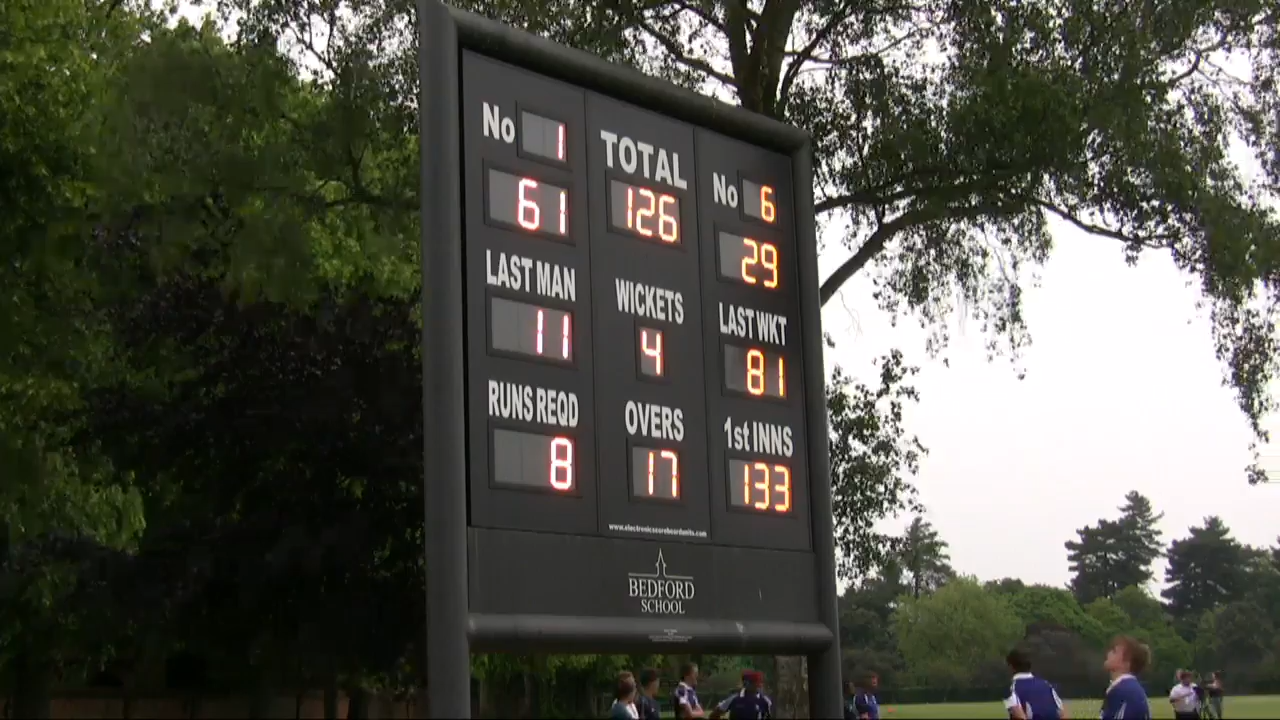 No 1
61
LAST MAN
11
RUNS REQD
8
TOTAL
126
WICKETS
4
OVERS
17
No 6
29
LAST WKT
81
1st INNS
133
www.electronicscoreboards.com
BEDFORD
SCHOOL